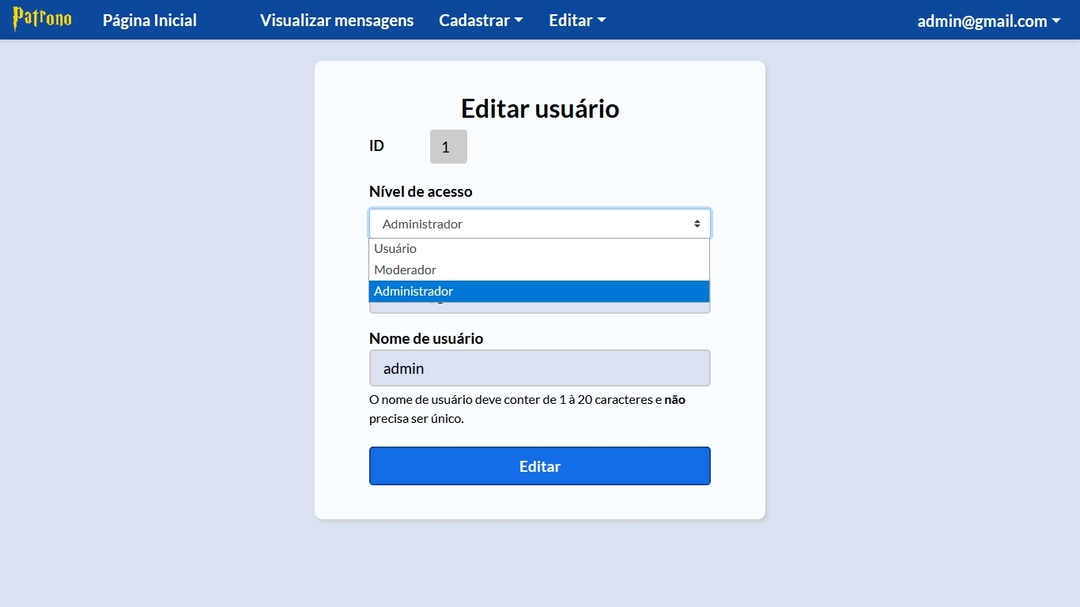 Patrono Página Inicial Visualizar mensagens Cadastrar Editar admin@gmail.com
Editar usuário
ID 1
Nível de acesso
Administrador
Usuário
Moderador
Administrador
Nome de usuário
admin
O nome de usuário deve conter de 1 à 20 caracteres e não
precisa ser único.
Editar